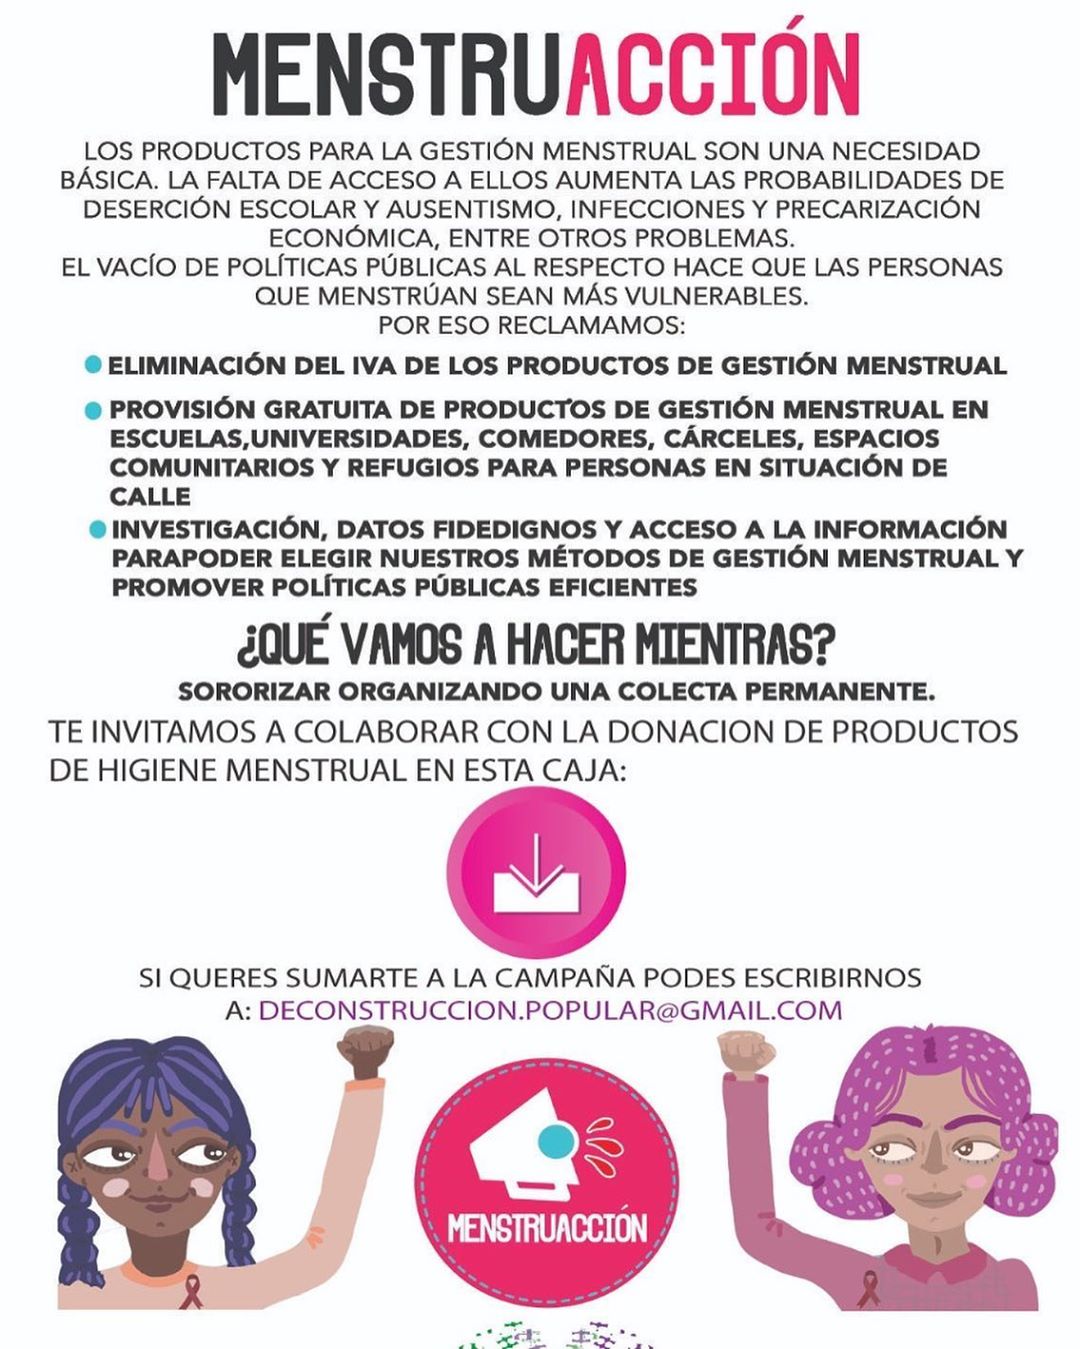 MENSTRUACCIÓN
LOS PRODUCTOS PARA LA GESTIÓN MENSTRUAL SON UNA NECESIDAD
BÁSICA. LA FALTA DE ACCESO A ELLOS AUMENTA LAS PROBABILIDADES DE
DESERCIÓN ESCOLAR Y AUSENTISMO, INFECCIONES Y PRECARIZACIÓN
ECONÓMICA, ENTRE OTROS PROBLEMAS.
EL VACÍO DE POLÍTICAS PÚBLICAS AL RESPECTO HACE QUE LAS PERSONAS
QUE MENSTRÚAN SEAN MÁS VULNERABLES.
POR ESO RECLAMAMOS:
● ELIMINACIÓN DEL IVA DE LOS PRODUCTOS DE GESTIÓN MENSTRUAL
● PROVISIÓN GRATUITA DE PRODUCTOS DE GESTIÓN MENSTRUAL EN
ESCUELAS,UNIVERSIDADES, COMEDORES, CÁRCELES, ESPACIOS
COMUNITARIOS Y REFUGIOS PARA PERSONAS EN SITUACIÓN DE
CALLE
● INVESTIGACIÓN, DATOS FIDEDIGNOS Y ACCESO A LA INFORMACIÓN
PARAPODER ELEGIR NUESTROS MÉTODOS DE GESTIÓN MENSTRUAL Y
PROMOVER POLÍTICAS PÚBLICAS EFICIENTES
¿QUÉ VAMOS A HACER MIENTRAS?
SORORIZAR ORGANIZANDO UNA COLECTA PERMANENTE.
TE INVITAMOS A COLABORAR CON LA DONACION DE PRODUCTOS
DE HIGIENE MENSTRUAL EN ESTA CAJA:
SI QUERES SUMARTE A LA CAMPAÑA PODES ESCRIBIRNOS
A: DECONSTRUCCION.POPULAR@GMAIL.COM
MENSTRUACCIÓN